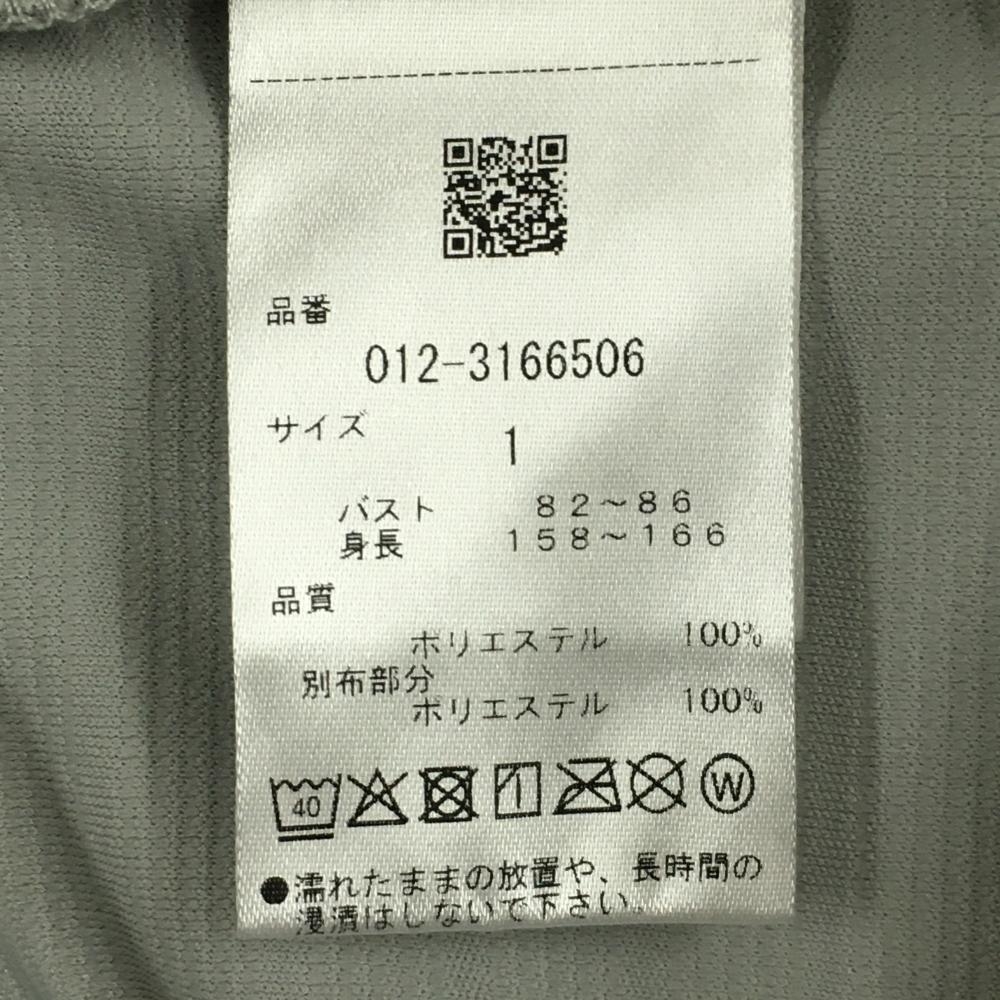 品番
012-3166506
サイズ 1
バスト 82~86
身長 158~166
品質
ポリエステル 100%
別布部分
ポリエステル 100%
40 W
●濡れたままの放置や、長時間の
浸漬はしないで下さい。